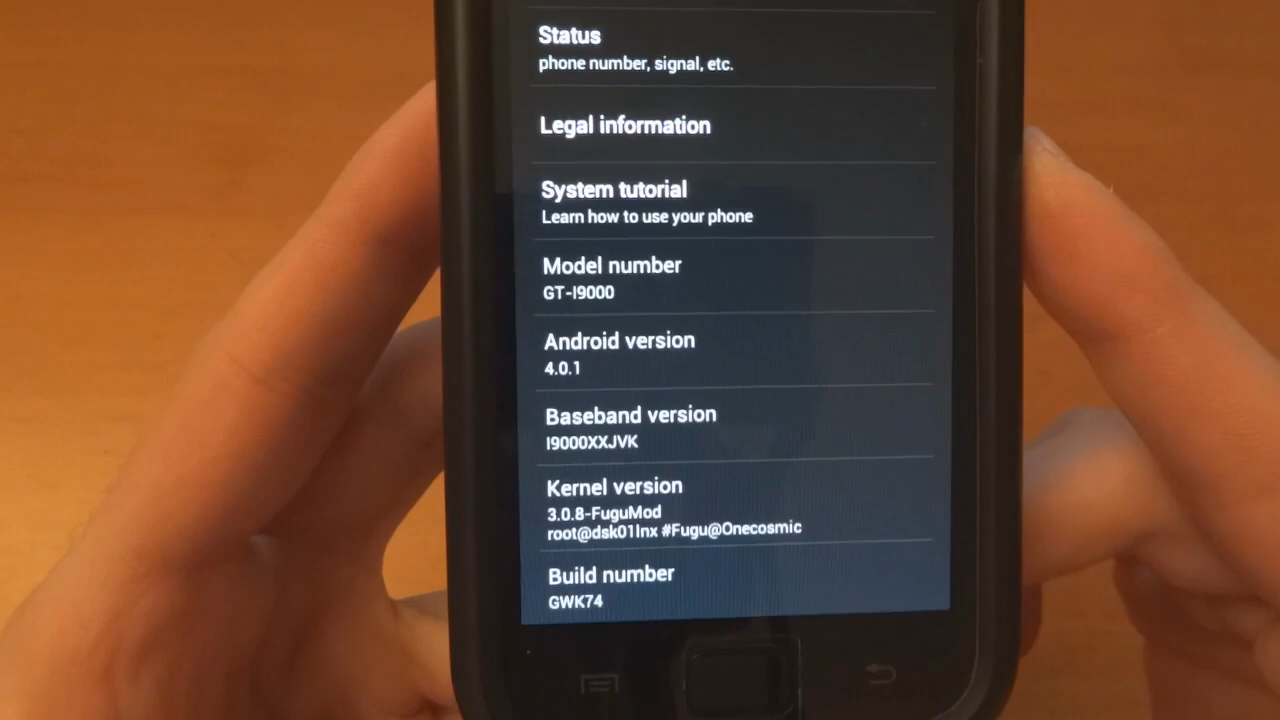 Status
phone number, signal, etc.
Legal information
System tutorial
Learn how to use your phone
Model number
GT-I9000
Android version
4.0.1
Baseband version
I9000XXJVK
Kernel version
3.0.8-FuguMod
root@dsk01lnx #Fugu@Onecosmic
Build number
GWK74